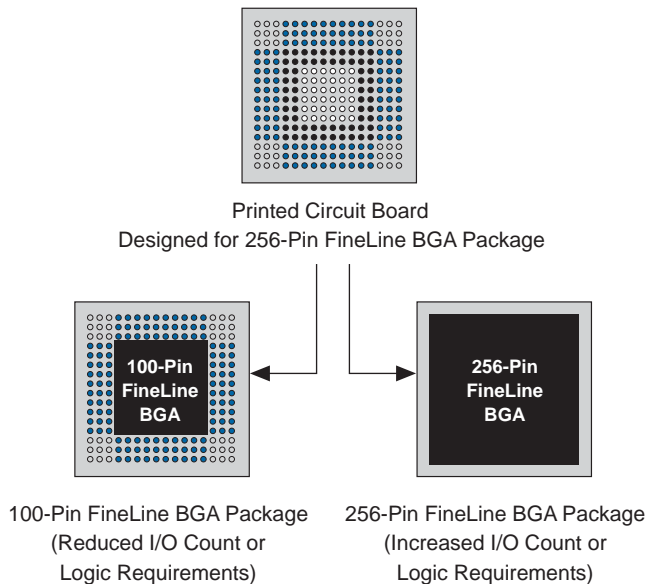 Printed Circuit Board
Designed for 256-Pin FineLine BGA Package
100-Pin
FineLine
BGA
256-Pin
FineLine
BGA
100-Pin FineLine BGA Package
(Reduced I/O Count or
Logic Requirements)
256-Pin FineLine BGA Package
(Increased I/O Count or
Logic Requirements)